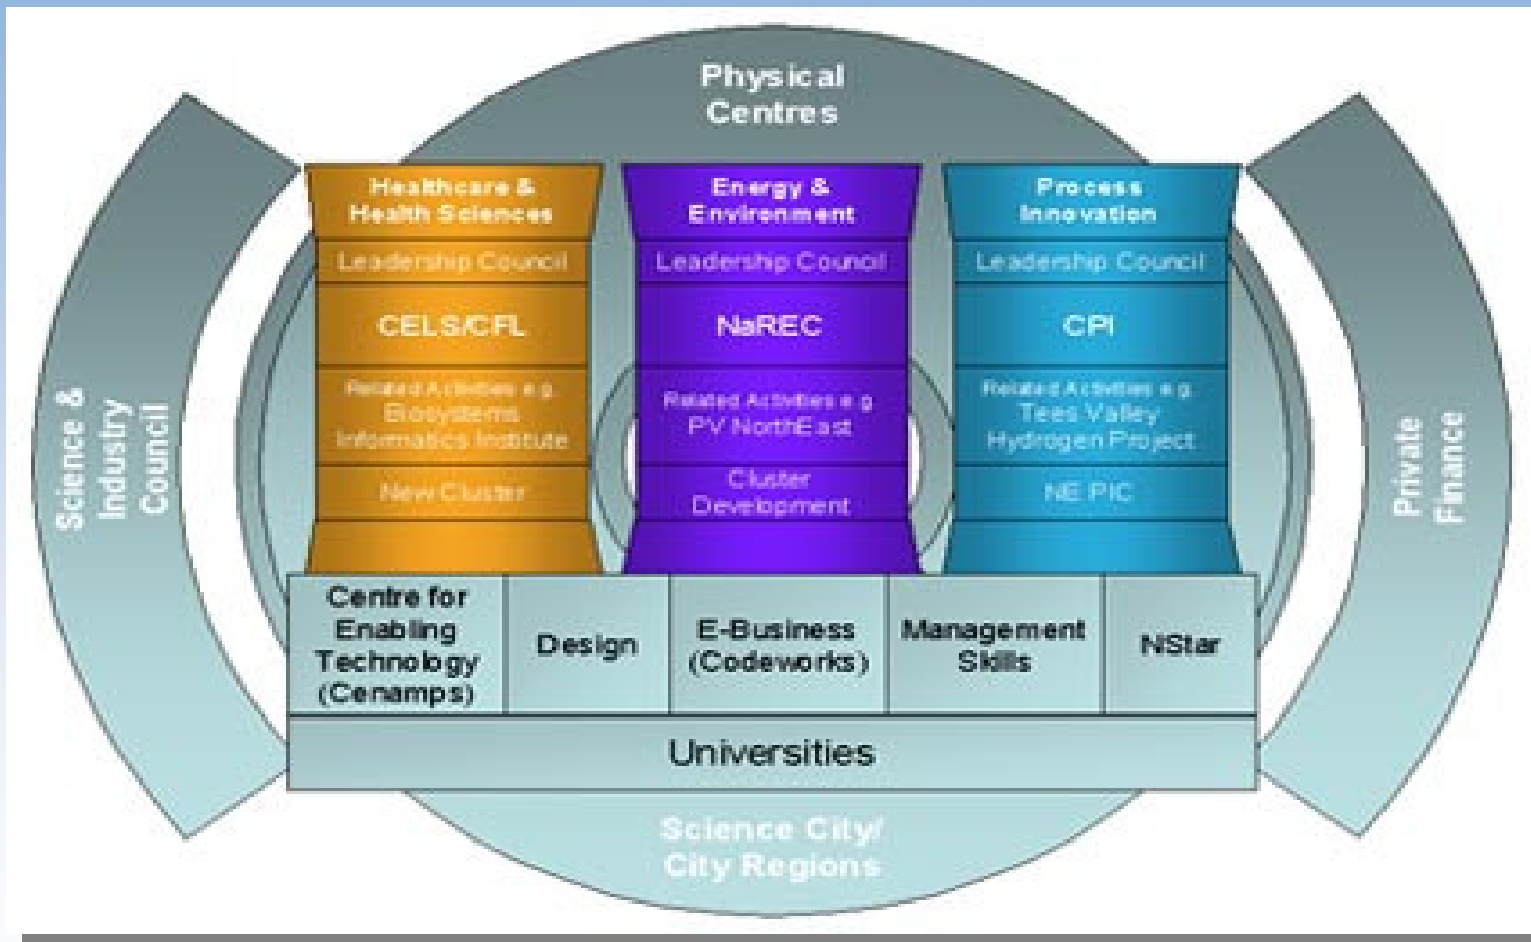 Physical
Centres
Science &
Industry
Council
Healthcare &
Health Sciences
Leadership Council
CELS/CFL
Related Activities e.g.
Biosystems
Informatics Institute
New Cluster
Energy &
Environment
Leadership Council
NaREC
Related Activities e.g
PV NorthEast
Cluster
Development
Process
Innovation
Leadership Council
CPI
Related Activities e.g.
Tees Valley
Hydrogen Project
NE PIC
Private
Finance
Centre for
Enabling
Technology
(Cenamps)
Design
E-Business
(Codeworks)
Management
Skills
NStar
Universities
Science City/
City Regions